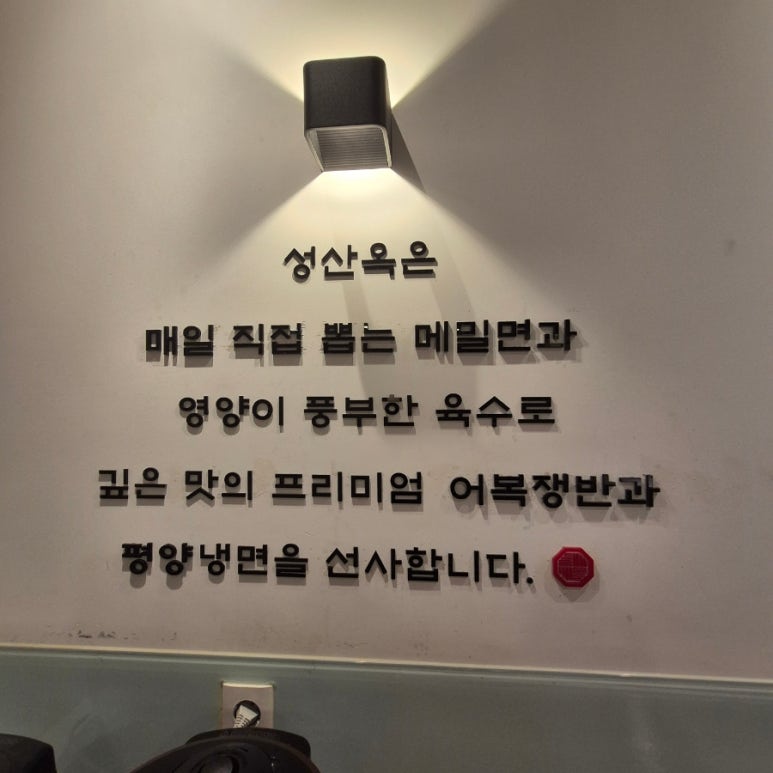 성산옥은
매일 직접 뽑는 메밀면과
영양이 풍부한 육수로
깊은 맛의 프리미엄 어복쟁반과
평양냉면을 선사합니다.